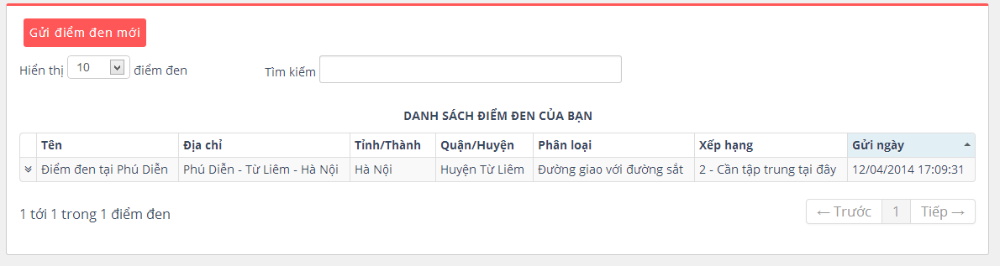 Gửi điểm đen mới
Hiển thị 10 điểm đen Tìm kiếm
DANH SÁCH ĐIỂM ĐEN CỦA BẠN
Tên Địa chỉ Tỉnh/Thành Quận/Huyện Phân loại Xếp hạng Gửi ngày
Điểm đen tại Phú Diễn Phú Diễn - Từ Liêm - Hà Nội Hà Nội Huyện Từ Liêm Đường giao với đường sắt 2 - Cần tập trung tại đây 12/04/2014 17:09:31
1 tới 1 trong 1 điểm đen ← Trước 1 Tiếp →